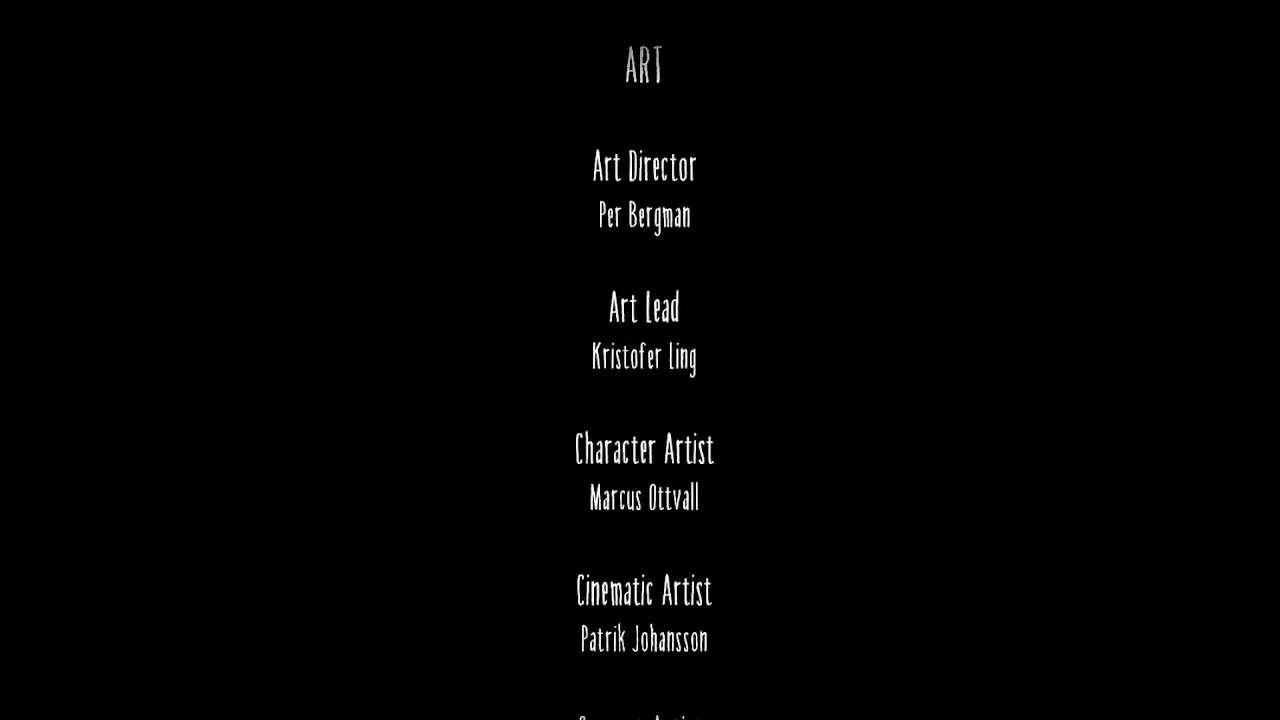 ART
Art Director
Per Bergman
Art Lead
Kristofer Ling
Character Artist
Marcus Ottvall
Cinematic Artist
Patrik Johansson